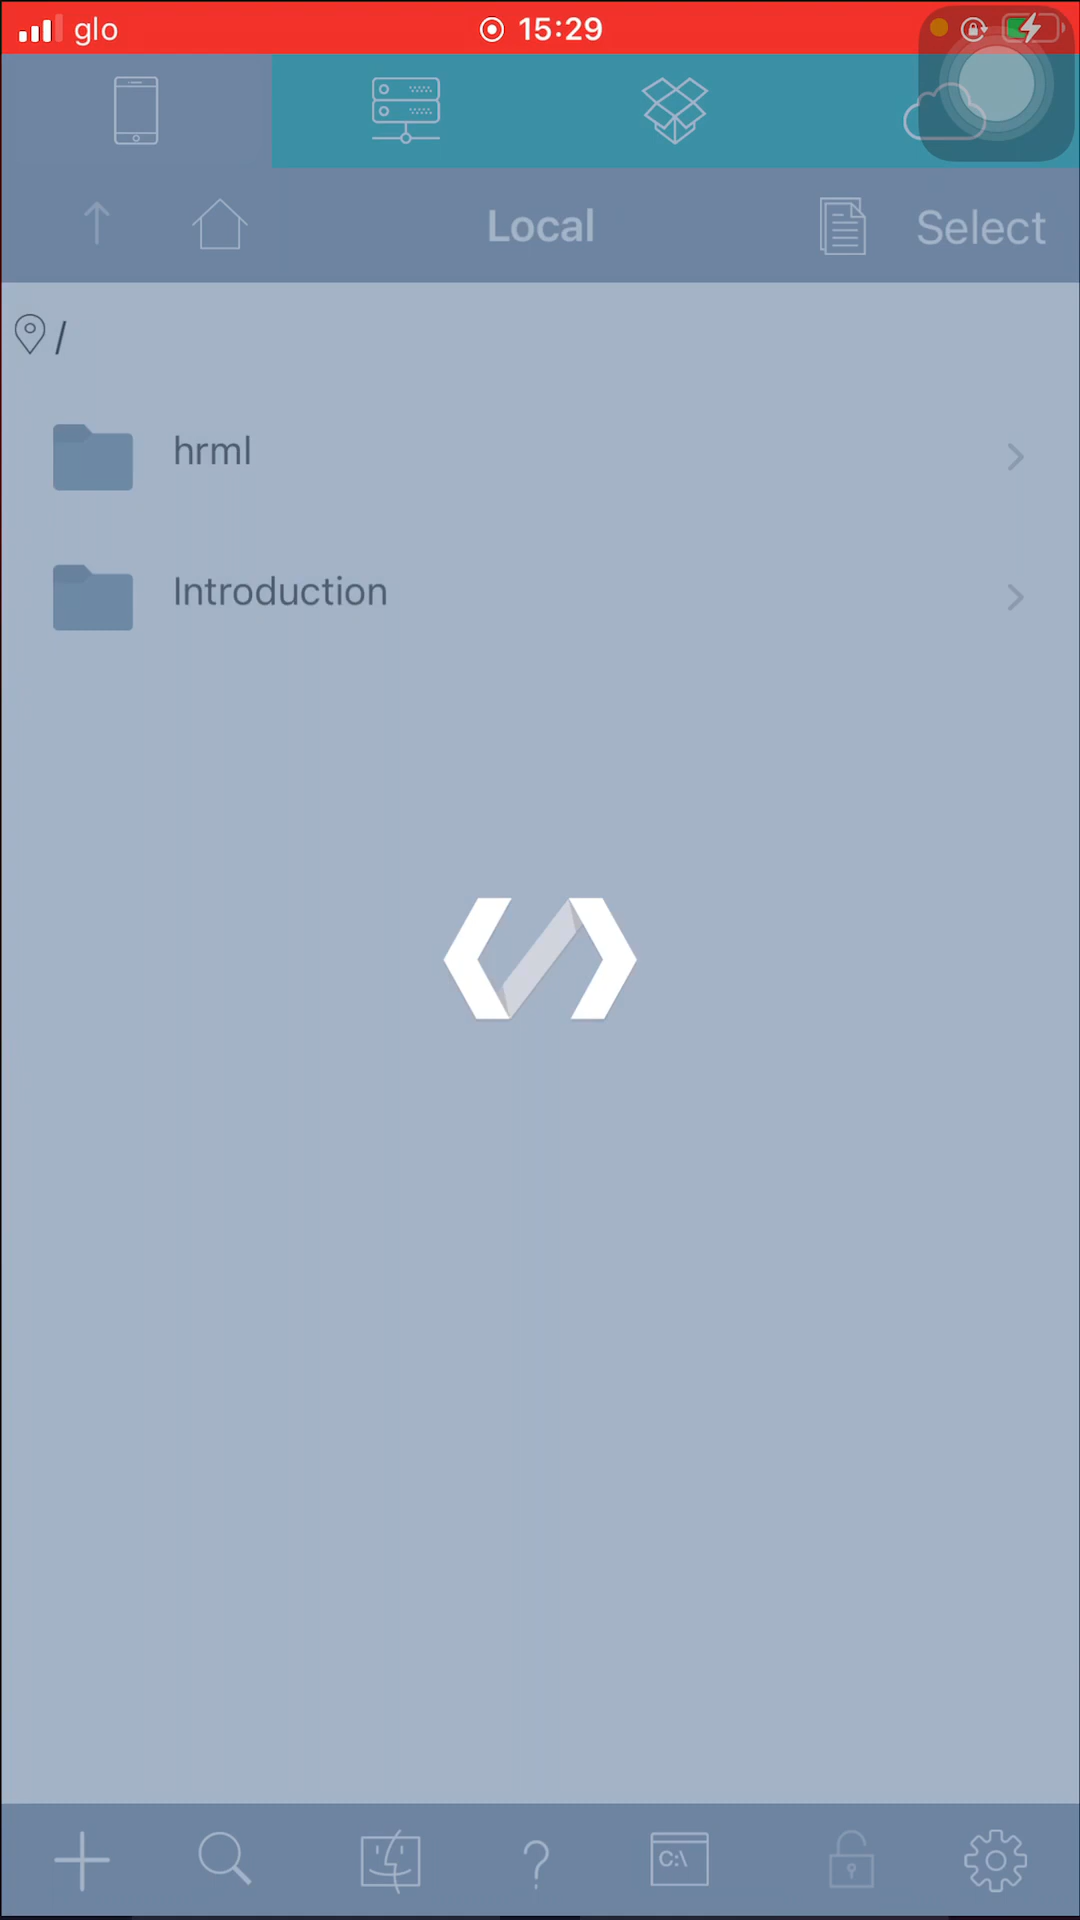 glo 15:29
Local Select
/
hrml
Introduction
? C:\